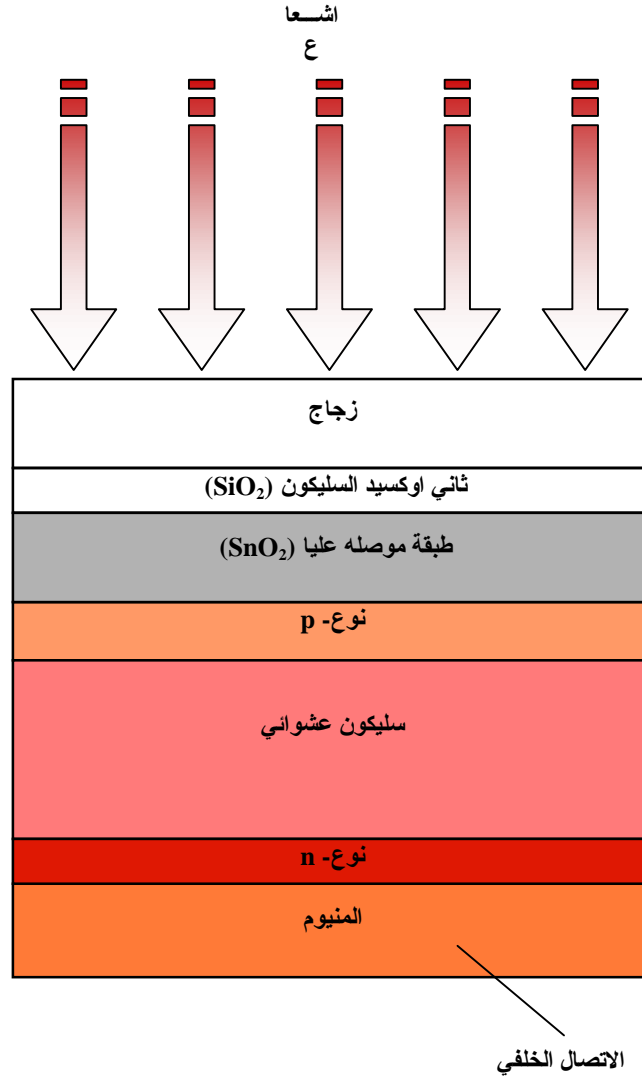 اشـــعا
ع
زجاج
ثاني اوكسيد السليكون (SiO₂)
طبقة موصله عليا (SnO₂)
نوع- p
سليكون عشوائي
نوع- n
المنيوم
الاتصال الخلفي